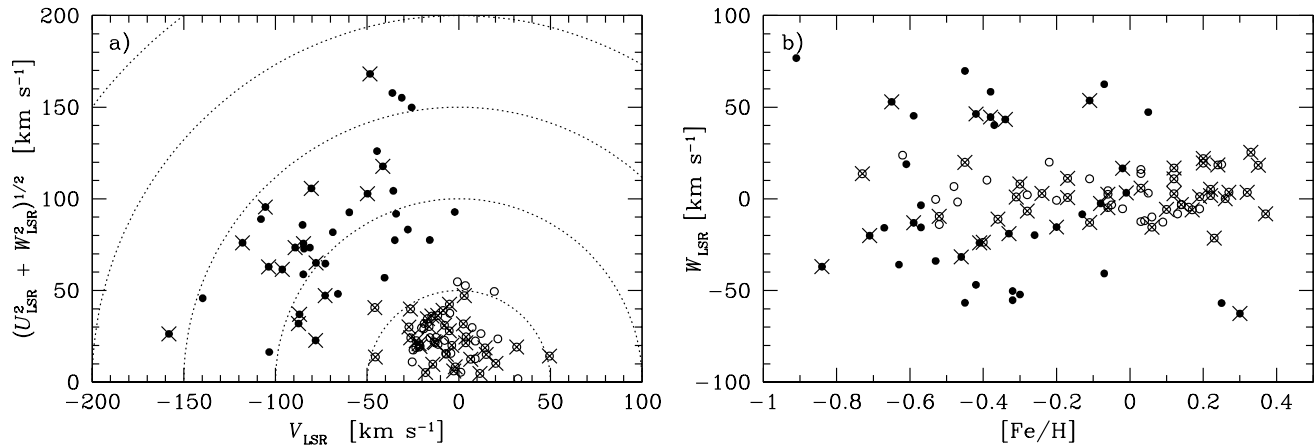 a)
(U²LSR + W²LSR)¹/² [km s⁻¹]
200
150
100
50
0
−200 −150 −100 −50 0 50 100
VLSR [km s⁻¹]
b)
WLSR [km s⁻¹]
100
50
0
−50
−100
−1 −0.8 −0.6 −0.4 −0.2 0 0.2 0.4
[Fe/H]